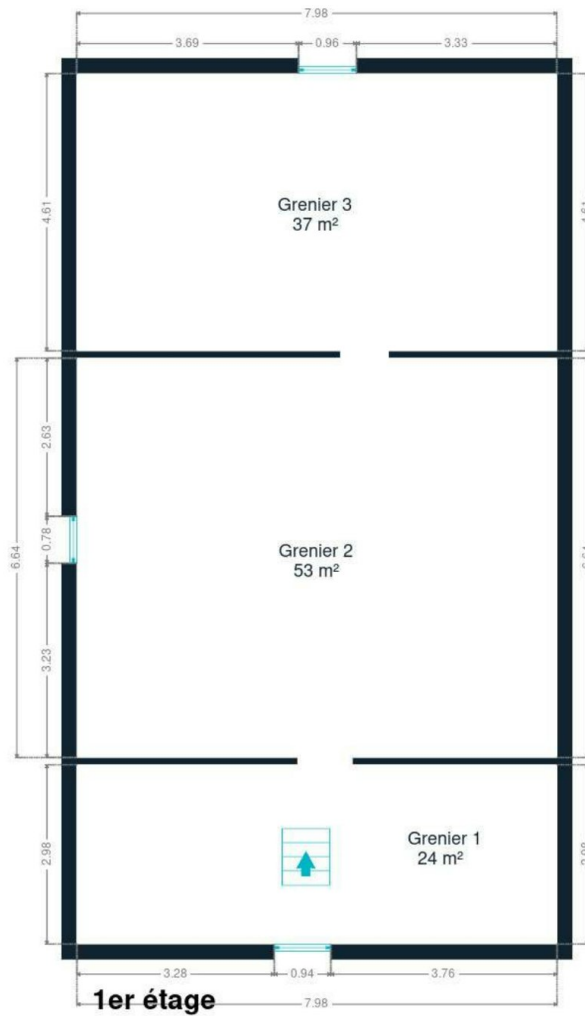 7.98
3.69 0.96 3.33
4.61
Grenier 3
37 m²
2.63
0.78
6.64
3.23
Grenier 2
53 m²
2.98
Grenier 1
24 m²
3.28 0.94 3.76
1er étage
7.98